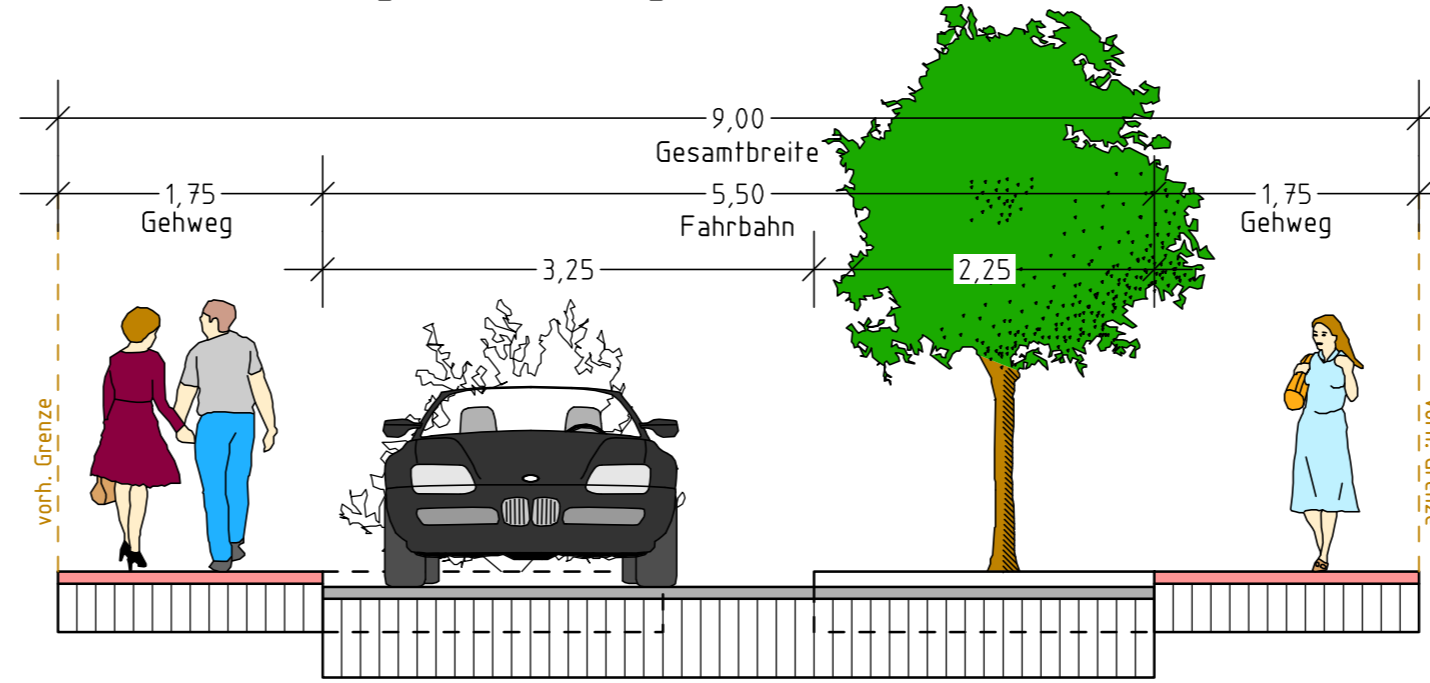 9,00
Gesamtbreite
1,75
Gehweg
5,50
Fahrbahn
1,75
Gehweg
3,25
2,25
vorh. Grenze